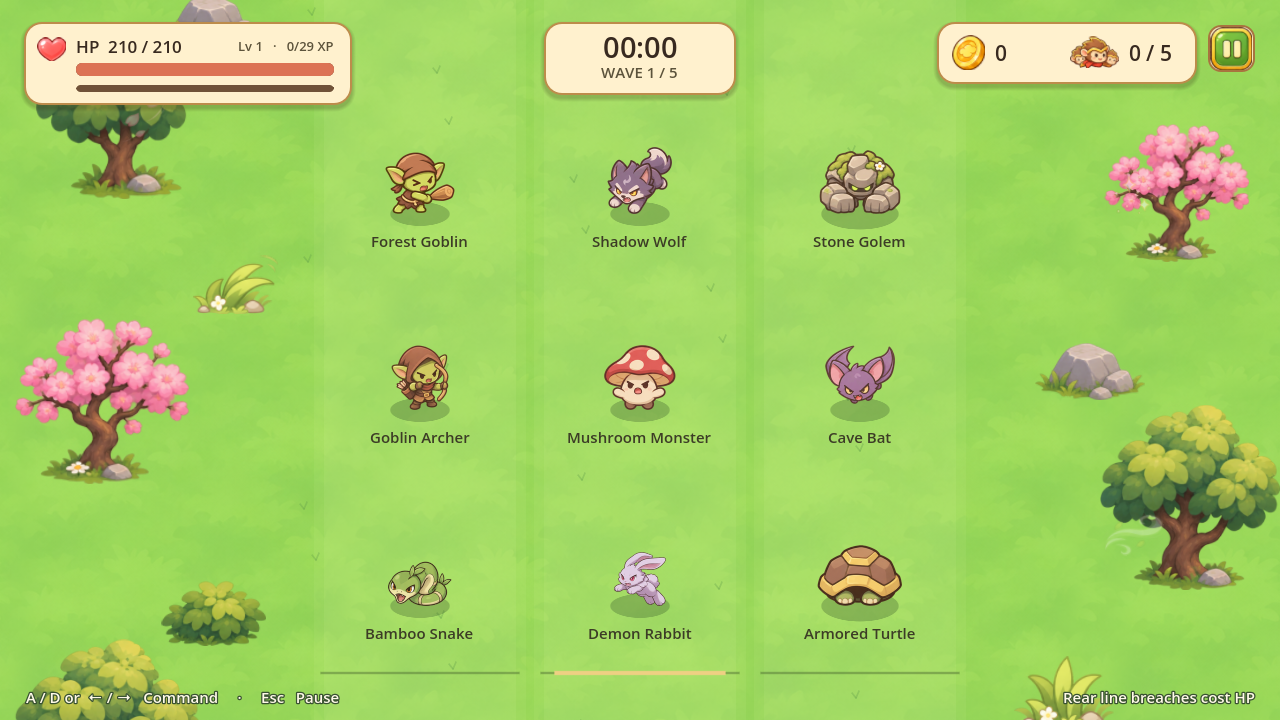 HP 210 / 210
Lv 1 · 0/29 XP
00:00
WAVE 1 / 5
0
0 / 5
Forest Goblin
Shadow Wolf
Stone Golem
Goblin Archer
Mushroom Monster
Cave Bat
Bamboo Snake
Demon Rabbit
Armored Turtle
A / D or ← / → Command · Esc Pause
Rear line breaches cost HP